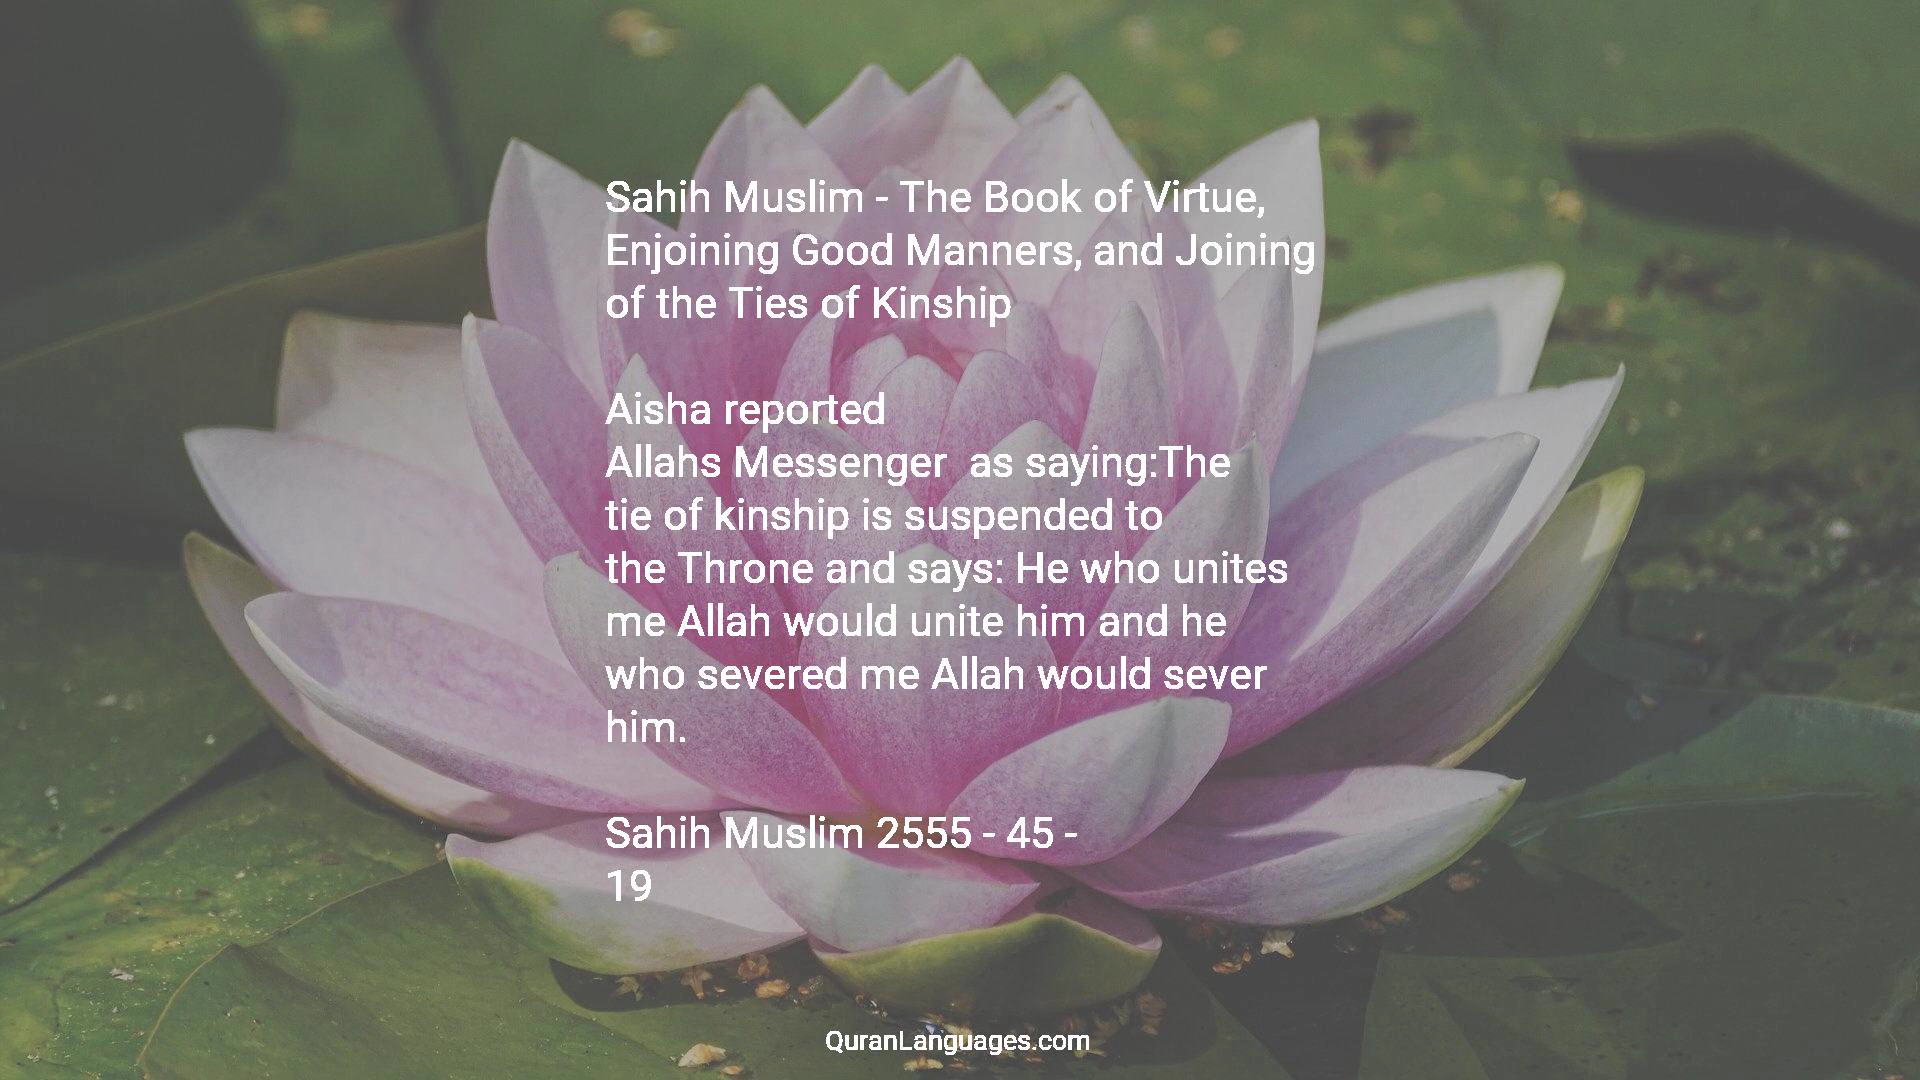 Sahih Muslim - The Book of Virtue,
Enjoining Good Manners, and Joining
of the Ties of Kinship
Aisha reported
Allahs Messenger  as saying:The
tie of kinship is suspended to
the Throne and says: He who unites
me Allah would unite him and he
who severed me Allah would sever
him.
Sahih Muslim 2555 - 45 -
19
QuranLanguages.com